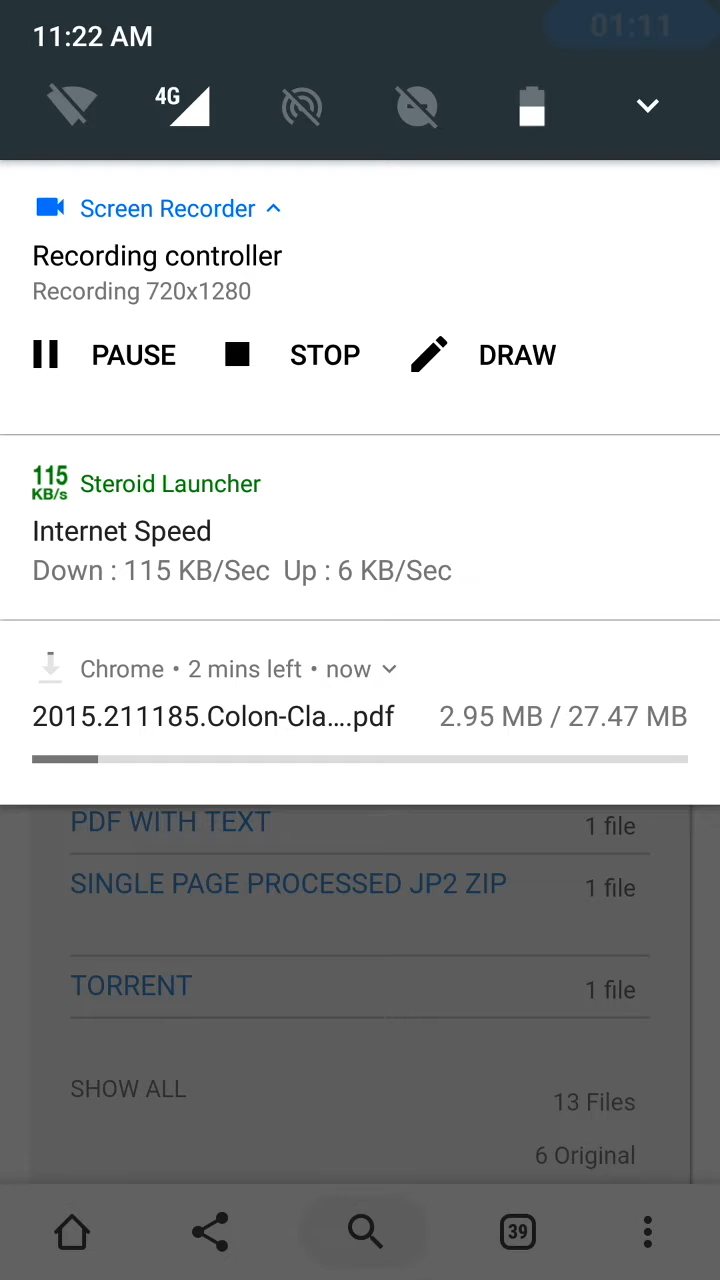 11:22 AM
01:11
4G
Screen Recorder
Recording controller
Recording 720x1280
PAUSE STOP DRAW
115 KB/s Steroid Launcher
Internet Speed
Down : 115 KB/Sec Up : 6 KB/Sec
Chrome • 2 mins left • now
2015.211185.Colon-Cla....pdf 2.95 MB / 27.47 MB
PDF WITH TEXT 1 file
SINGLE PAGE PROCESSED JP2 ZIP 1 file
TORRENT 1 file
SHOW ALL 13 Files
6 Original
39